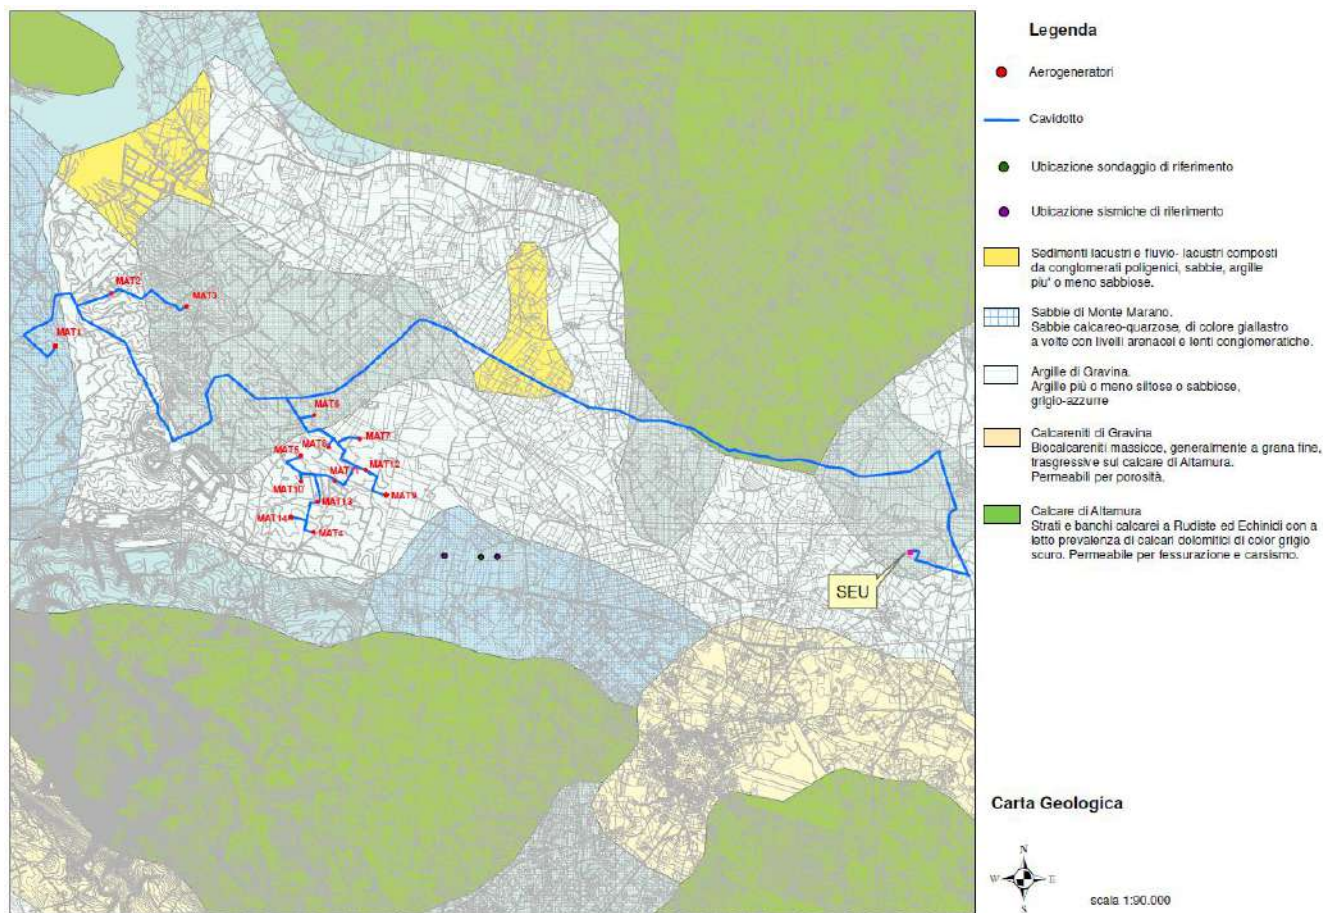 Legenda
Aerogeneratori
Cavidotto
Ubicazione sondaggio di riferimento
Ubicazione sismiche di riferimento
Sedimenti lacustri e fluvio- lacustri composti
da conglomerati poligenici, sabbie, argille
piu' o meno sabbiose.
Sabbie di Monte Marano.
Sabbie calcareo-quarzose, di colore giallastro
a volte con livelli arenacei e lenti conglomeratiche.
Argille di Gravina.
Argille più o meno siltose o sabbiose,
grigio-azzurre
Calcareniti di Gravina
Biocalcareniti massicce, generalmente a grana fine,
trasgressive sul calcare di Altamura.
Permeabili per porosità.
Calcare di Altamura
Strati e banchi calcarei a Rudiste ed Echinidi con a
letto prevalenza di calcari dolomitici di color grigio
scuro. Permeabile per fessurazione e carsismo.
MAT2
MAT3
MAT1
MAT7
MAT12
MAT10
MAT9
MAT13
MAT14
MAT4
SEU
Carta Geologica
N
W
E
S
scala 1:90.000